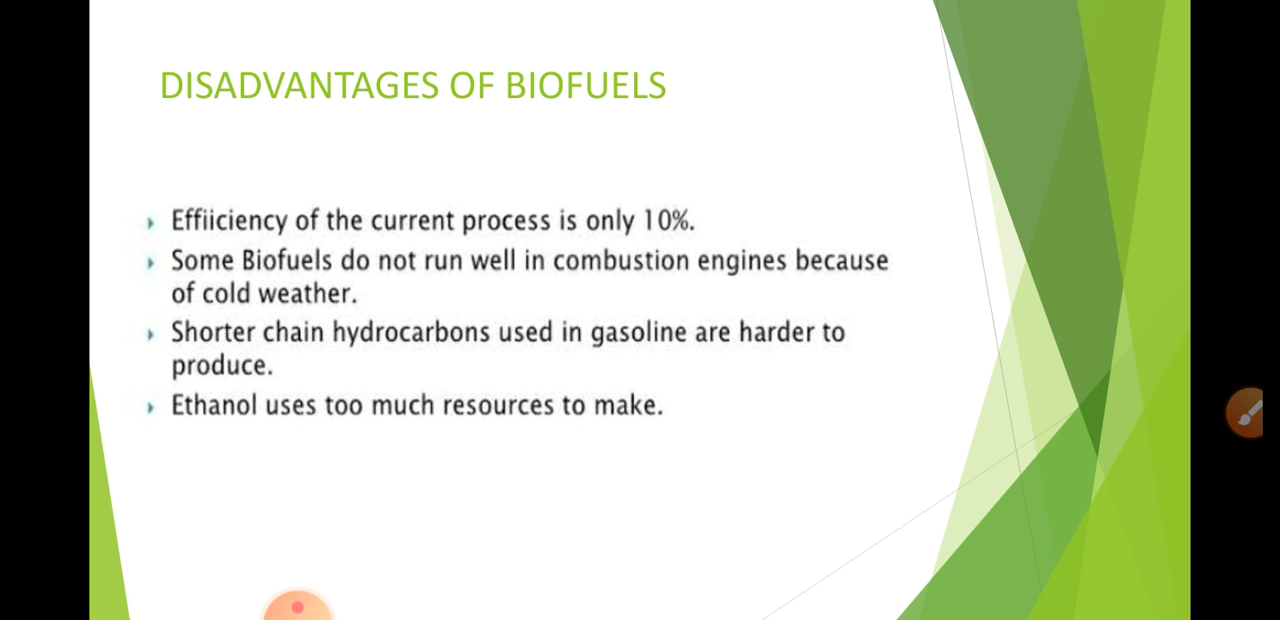 DISADVANTAGES OF BIOFUELS
Effiiciency of the current process is only 10%.
Some Biofuels do not run well in combustion engines because
of cold weather.
Shorter chain hydrocarbons used in gasoline are harder to
produce.
Ethanol uses too much resources to make.